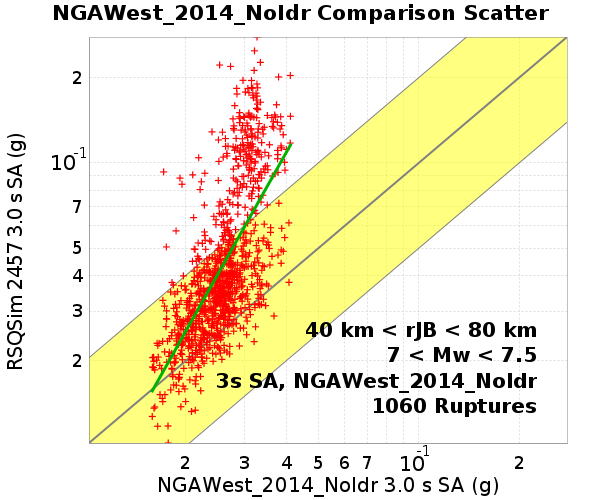 NGAWest_2014_NoIdr Comparison Scatter
RSQSim 2457 3.0 s SA (g)
2
10-1
7
5
4
3
2
40 km < rJB < 80 km
7 < Mw < 7.5
3s SA, NGAWest_2014_NoIdr
1060 Ruptures
2 3 4 5 6 7 10-1 2
NGAWest_2014_NoIdr 3.0 s SA (g)